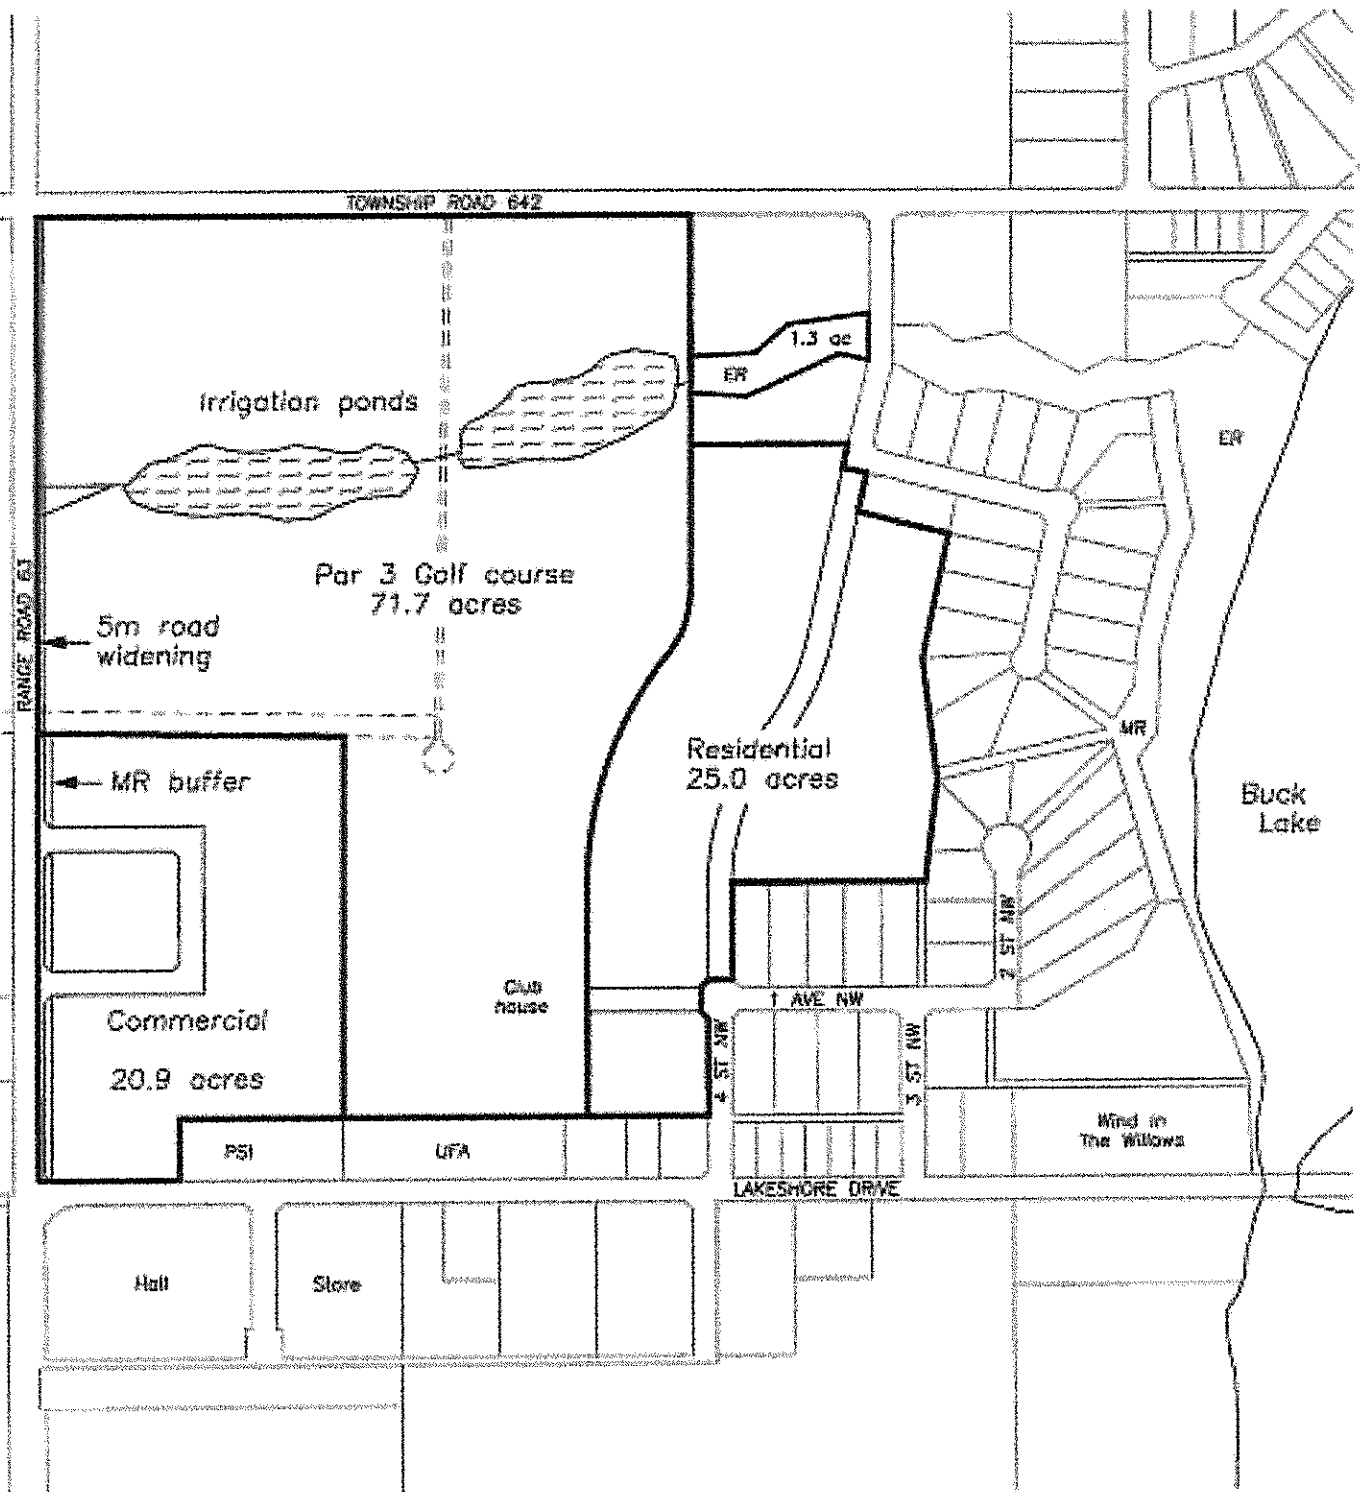 TOWNSHIP ROAD 642
1.3 ac
ER
Irrigation ponds
ER
Par 3 Golf course
71.7 acres
RANGE ROAD 63
5m road
widening
MR
Residential
25.0 acres
MR buffer
Buck
Lake
2 ST NW
Club
house
1 AVE NW
Commercial
20.9 acres
4 ST NW
3 ST NW
Wind in
The Willows
PSI
UFA
LAKESHORE DRIVE
Hall
Store